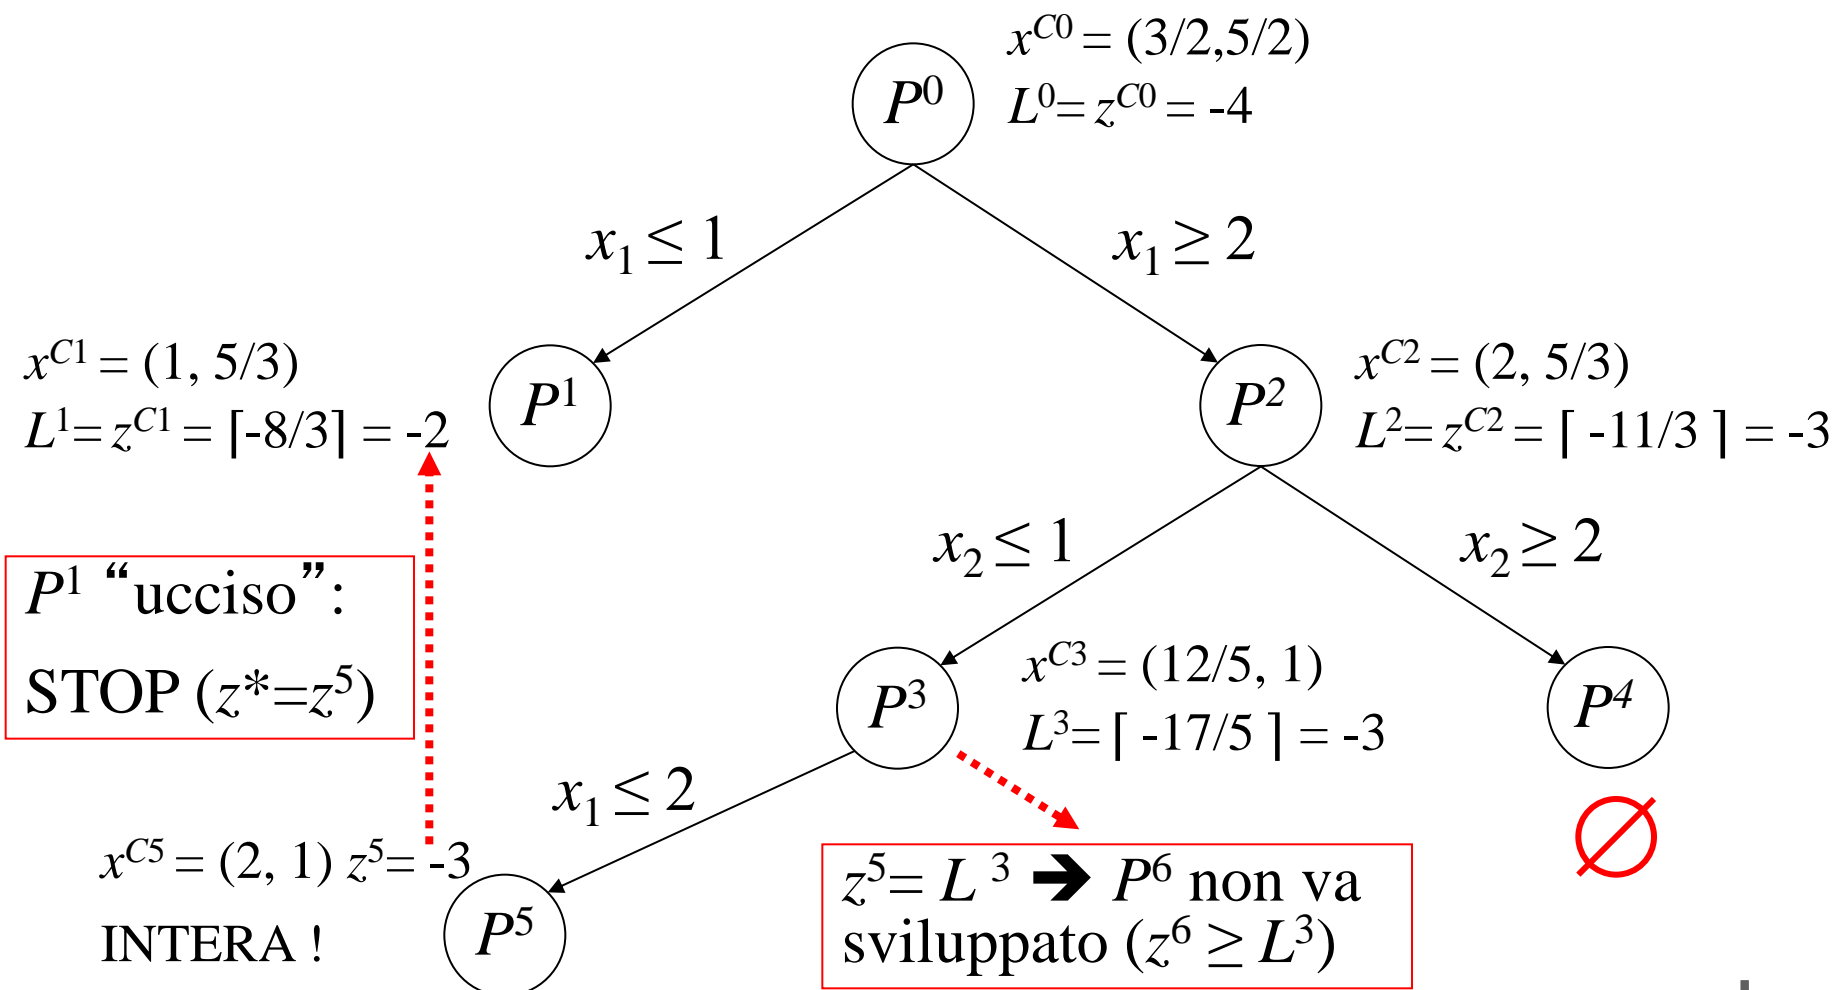 x^C0 = (3/2,5/2)
P^0
L^0= z^C0 = -4
x_1 ≤ 1
x_1 ≥ 2
x^C1 = (1, 5/3)
L^1= z^C1 = ⌈-8/3⌉ = -2
P^1
P^2
x^C2 = (2, 5/3)
L^2= z^C2 = ⌈ -11/3 ⌉ = -3
x_2 ≤ 1
x_2 ≥ 2
P^1 “ucciso”:
STOP (z*=z^5)
P^3
x^C3 = (12/5, 1)
L^3= ⌈ -17/5 ⌉ = -3
P^4
x_1 ≤ 2
x^C5 = (2, 1) z^5= -3
INTERA !
P^5
z^5= L ^3 ➔ P^6 non va
sviluppato (z^6 ≥ L^3)
∅